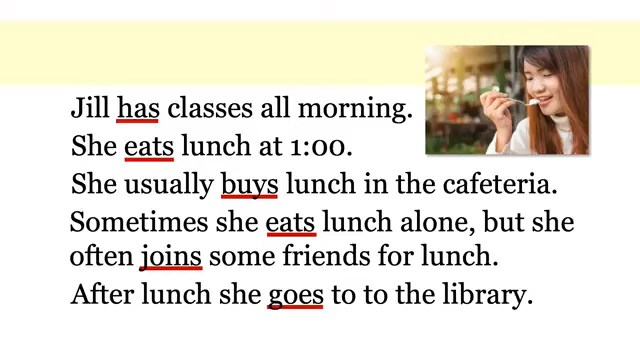 Jill has classes all morning.
She eats lunch at 1:00.
She usually buys lunch in the cafeteria.
Sometimes she eats lunch alone, but she
often joins some friends for lunch.
After lunch she goes to to the library.